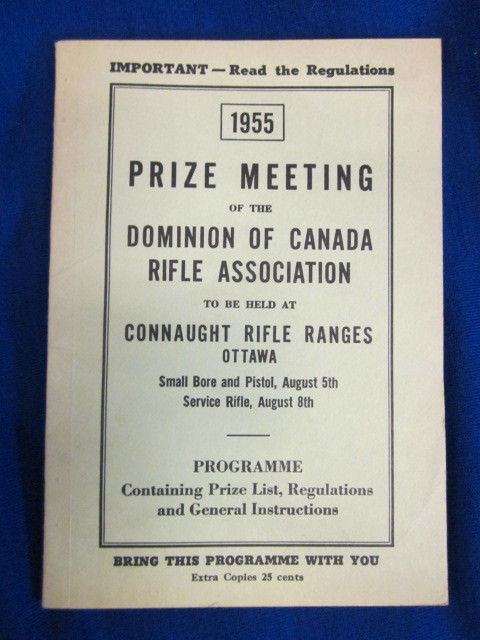 IMPORTANT — Read the Regulations
1955
PRIZE MEETING
OF THE
DOMINION OF CANADA
RIFLE ASSOCIATION
TO BE HELD AT
CONNAUGHT RIFLE RANGES
OTTAWA
Small Bore and Pistol, August 5th
Service Rifle, August 8th
PROGRAMME
Containing Prize List, Regulations
and General Instructions
BRING THIS PROGRAMME WITH YOU
Extra Copies 25 cents